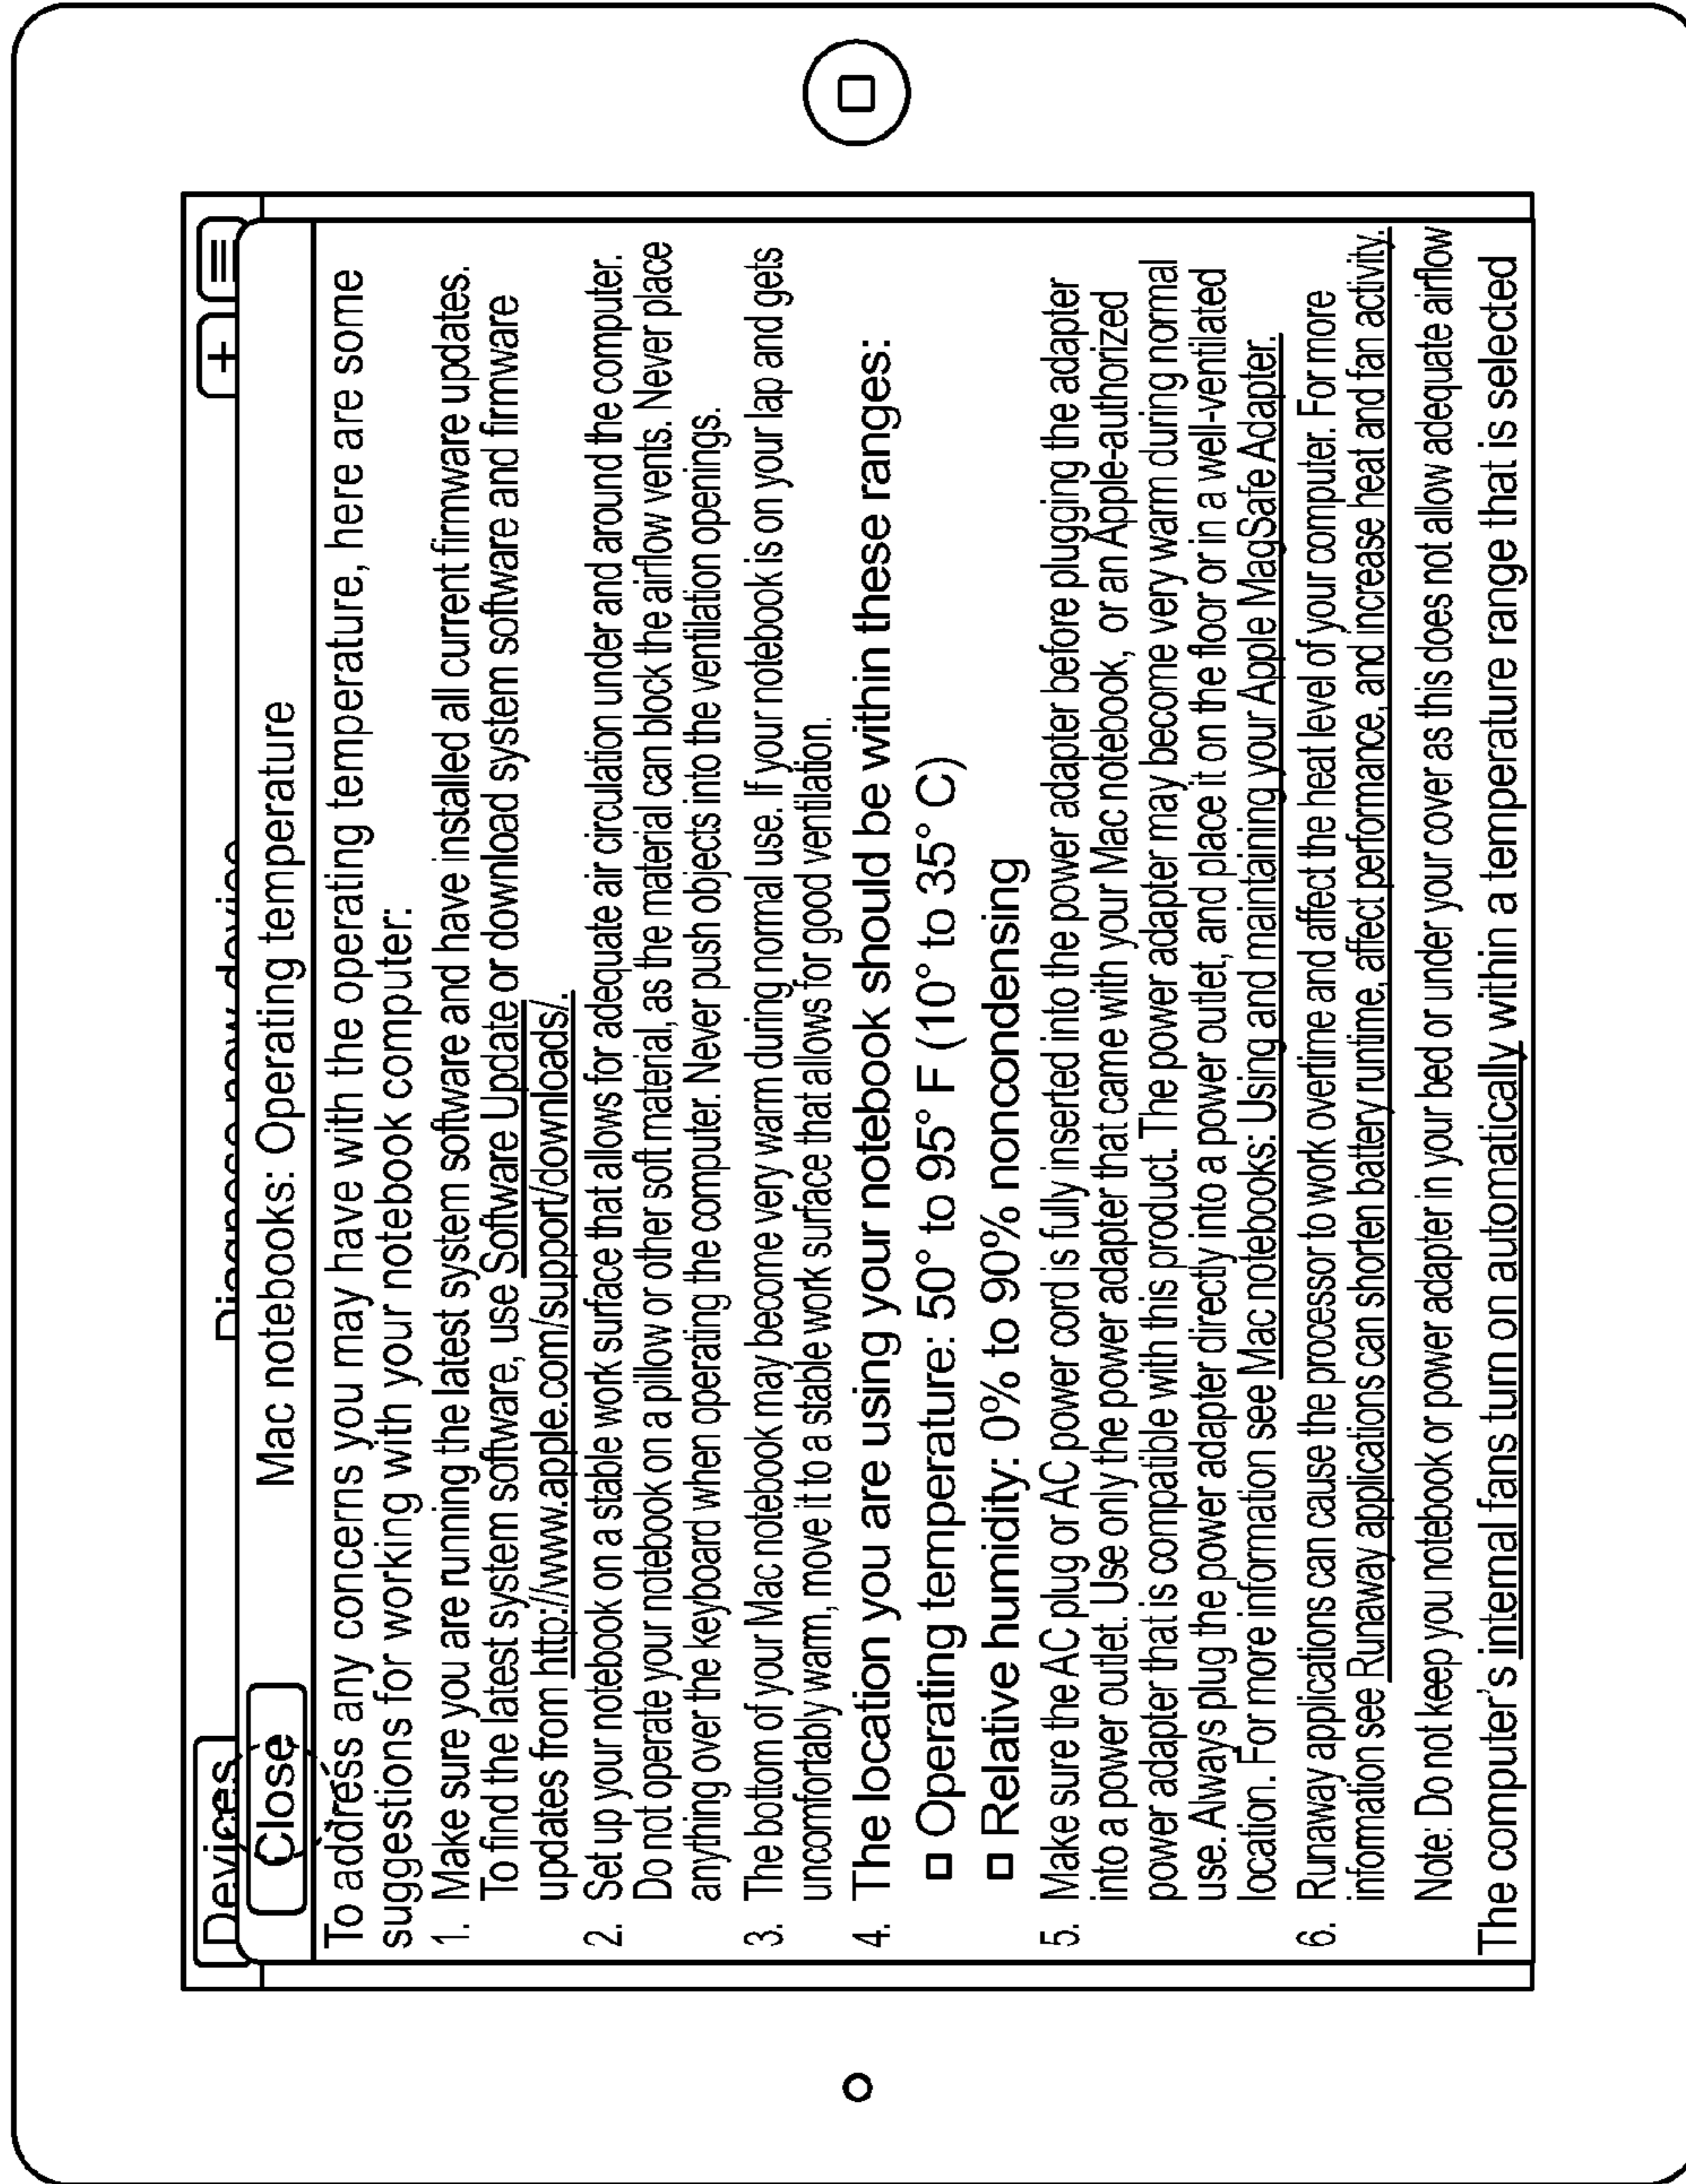 Devices
Close
Mac notebooks: Operating temperature
To address any concerns you may have with the operating temperature, here are some
suggestions for working with your notebook computer:
1. Make sure you are running the latest system software and have installed all current firmware updates.
To find the latest system software, use Software Update or download system software and firmware
updates from http://www.apple.com/support/downloads/.
2. Set up your notebook on a stable work surface that allows for adequate air circulation under and around the computer.
Do not operate your notebook on a pilllow or other soft material, as the material can block the airflow vents. Never place
anything over the keyboard when operating the computer. Never push objects into the ventilation openings.
3. The bottom of your Mac notebook may become very warm during normal use. If your notebook is on your lap and gets
uncomfortably warm, move it to a stable work surface that allows for good ventilation.
4. The location you are using your notebook should be within these ranges:
Operating temperature: 50° to 95° F (10° to 35° C)
Relative humidity: 0% to 90% noncondensing
5. Make sure the AC plug or AC power cord is fully inserted into the power adapter before plugging the adapter
into a power outlet. Use only the power adapter that came with your Mac notebook, or an Apple-authorized
power adapter that is compatible with this product. The power adapter may become very warm during normal
use. Always plug the power adapter directly into a power outlet, and place it on the floor or in a well-ventilated
location. For more information see Mac notebooks: Using and maintaining your Apple MagSafe Adapter.
6. Runaway applications can cause the processor to work overtime and affect the heat level of your computer. For more
information see Runaway applications can shorten battery runtime, affect performance, and increase heat and fan activity.
Note: Do not keep you notebook or power adapter in your bed or under your cover as this does not allow adequate airflow
The computer's internal fans turn on automatically within a temperature range that is selected